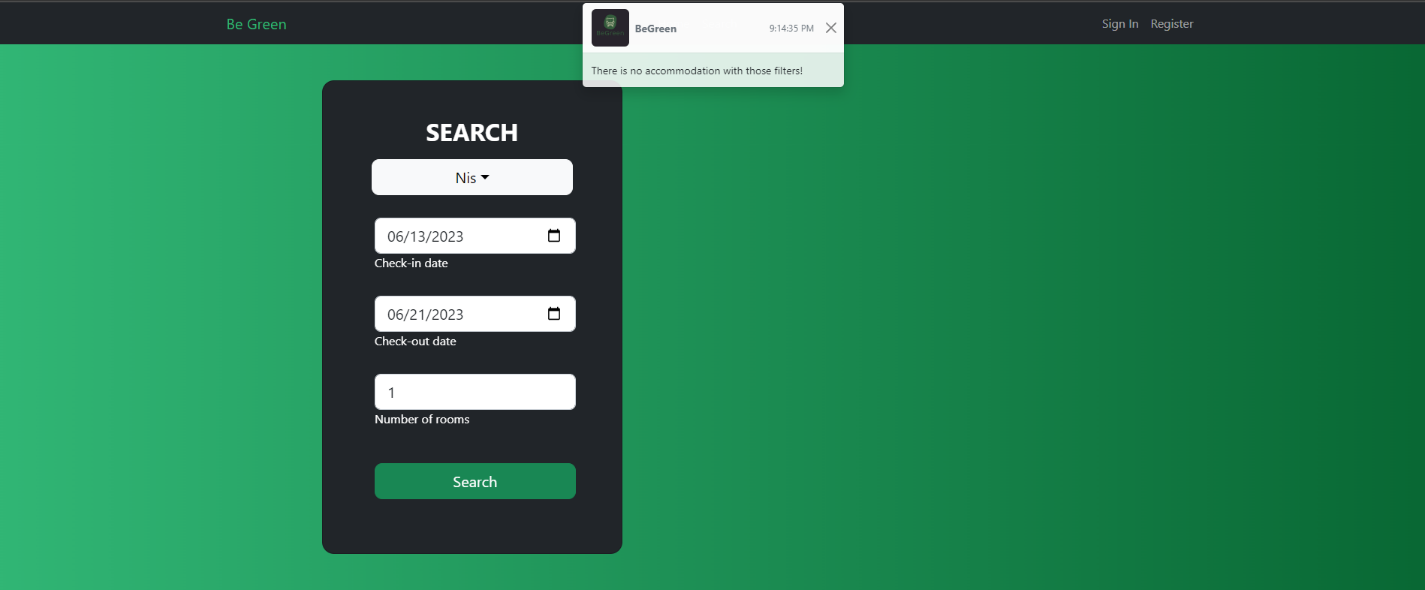 Be Green
BeGreen
9:14:35 PM
Sign In
Register
There is no accommodation with those filters!
SEARCH
Nis
06/13/2023
Check-in date
06/21/2023
Check-out date
1
Number of rooms
Search